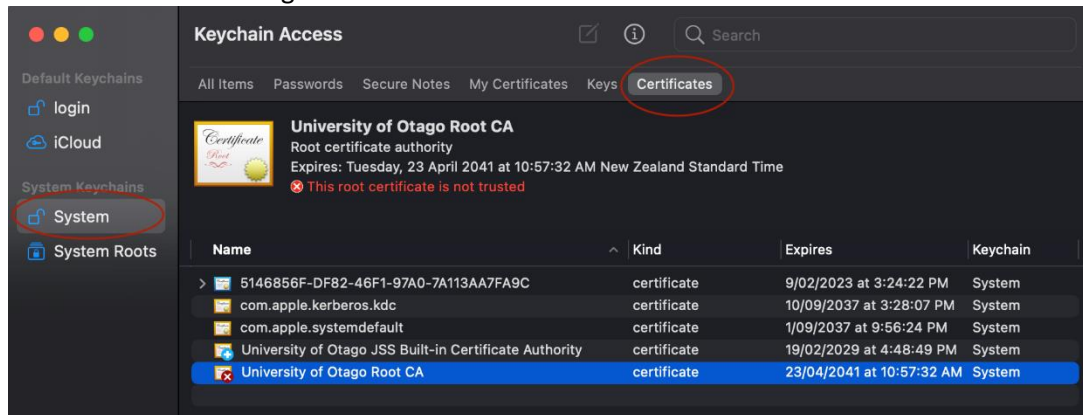 Keychain Access
Search
Default Keychains
login
iCloud
System Keychains
System
System Roots
All Items Passwords Secure Notes My Certificates Keys Certificates
Certificate
Root
University of Otago Root CA
Root certificate authority
Expires: Tuesday, 23 April 2041 at 10:57:32 AM New Zealand Standard Time
This root certificate is not trusted
Name Kind Expires Keychain
5146856F-DF82-46F1-97A0-7A113AA7FA9C certificate 9/02/2023 at 3:24:22 PM System
com.apple.kerberos.kdc certificate 10/09/2037 at 3:28:07 PM System
com.apple.systemdefault certificate 1/09/2037 at 9:56:24 PM System
University of Otago JSS Built-in Certificate Authority certificate 19/02/2029 at 4:48:49 PM System
University of Otago Root CA certificate 23/04/2041 at 10:57:32 AM System